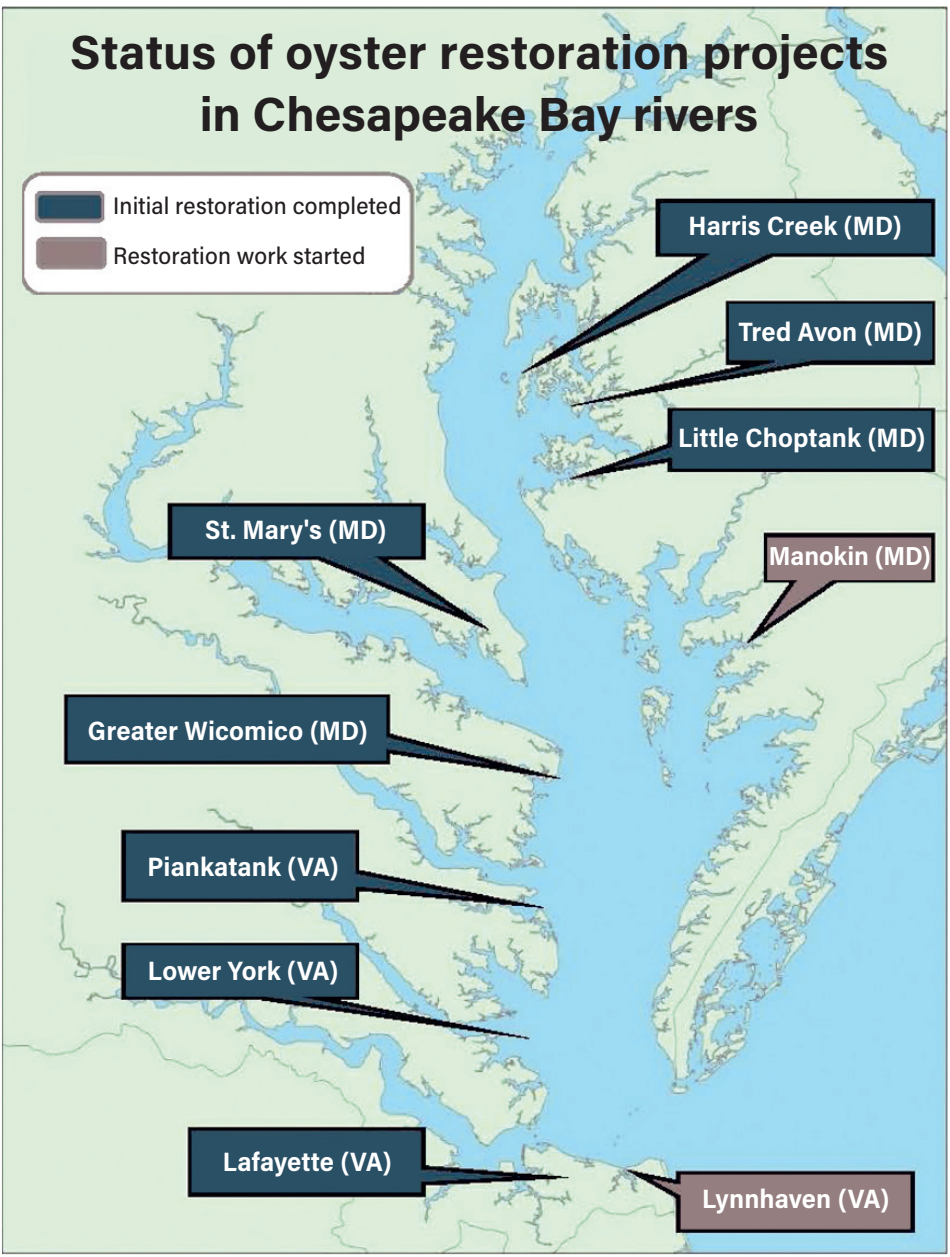 Status of oyster restoration projects
in Chesapeake Bay rivers
Initial restoration completed
Restoration work started
Harris Creek (MD)
Tred Avon (MD)
Little Choptank (MD)
St. Mary's (MD)
Manokin (MD)
Greater Wicomico (MD)
Piankatank (VA)
Lower York (VA)
Lafayette (VA)
Lynnhaven (VA)